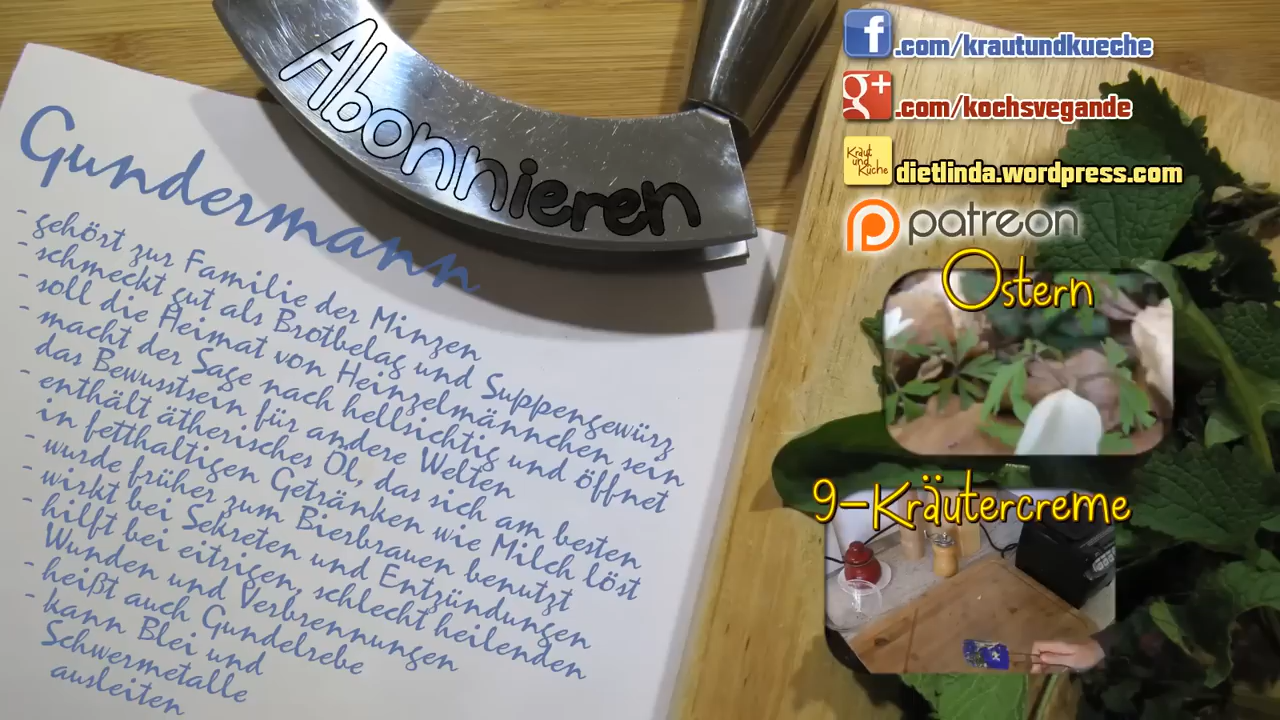 Abonnieren
Gundermann
- gehört zur Familie der Minzen
- schmeckt gut als Brotbelag und Suppengewürz
- soll die Heimat von Heinzelmännchen sein
- macht der Sage nach hellsichtig und öffnet
das Bewusstsein für andere Welten
- enthält ätherisches Öl, das sich am besten
in fetthaltigen Getränken wie Milch löst
- wurde früher zum Bierbrauen benutzt
- wirkt bei Sekreten und Entzündungen
- hilft bei eitrigen, schlecht heilenden
Wunden und Verbrennungen
- heißt auch Gundelrebe
- kann Blei und
Schwermetalle
ausleiten
f .com/krautundkueche
g+ .com/kochsvegande
Kraut und Küche dietlinda.wordpress.com
patreon
Ostern
9-Kräutercreme